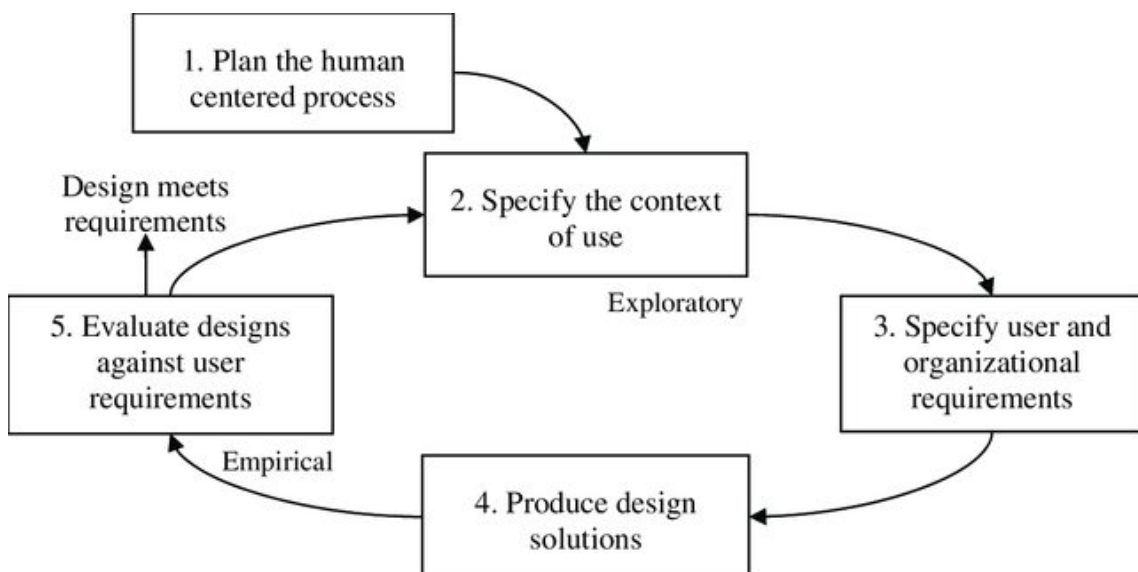 1. Plan the human
centered process
Design meets
requirements
2. Specify the context
of use
Exploratory
5. Evaluate designs
against user
requirements
3. Specify user and
organizational
requirements
Empirical
4. Produce design
solutions